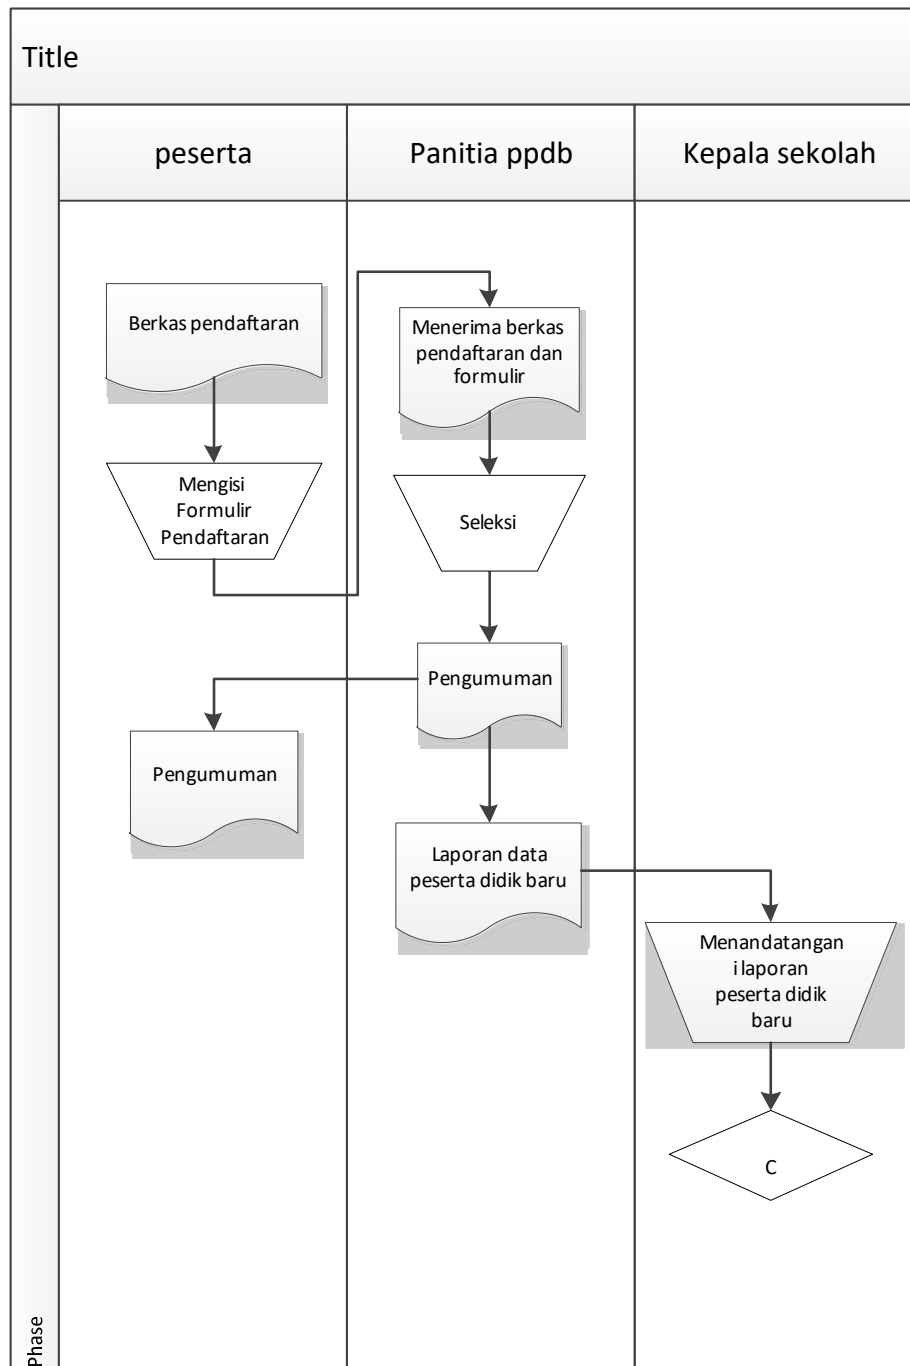 Title
peserta
Panitia ppdb
Kepala sekolah
Berkas pendaftaran
Mengisi
Formulir
Pendaftaran
Menerima berkas
pendaftaran dan
formulir
Seleksi
Pengumuman
Pengumuman
Laporan data
peserta didik baru
Menandatangan
i laporan
peserta didik
baru
C
Phase